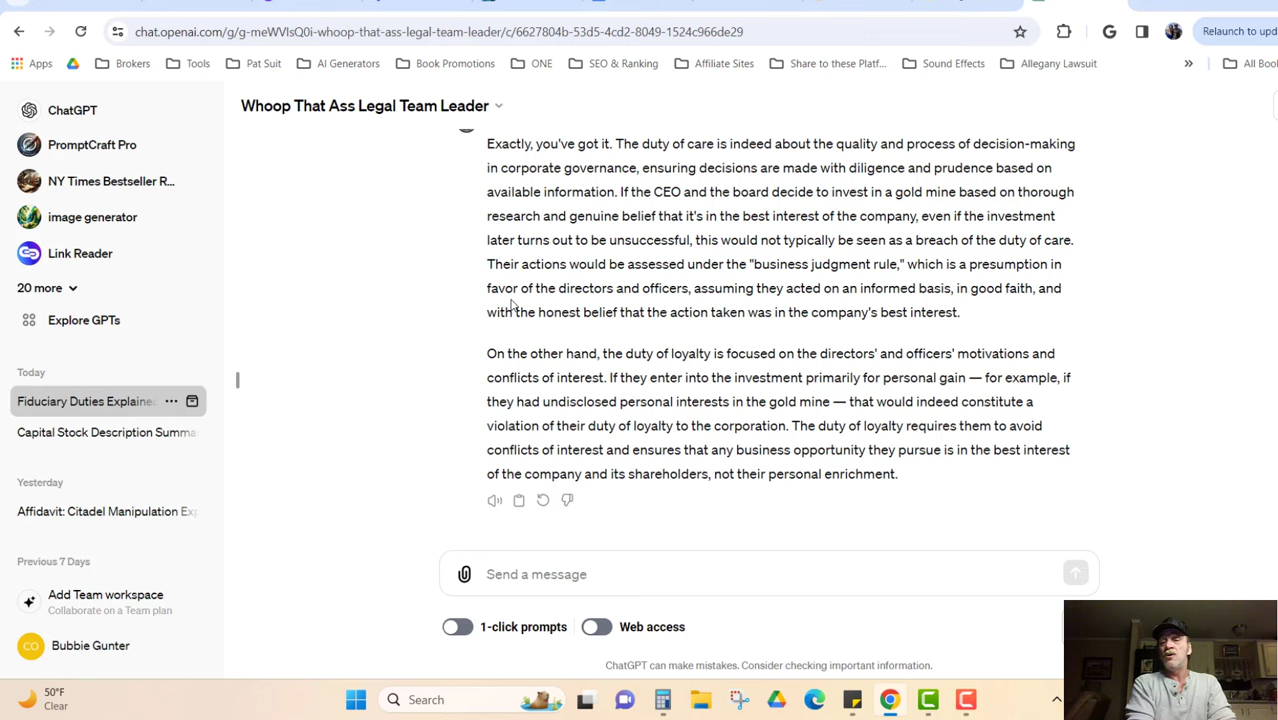 chat.openai.com/g/g-meWVIsQ0i-whoop-that-ass-legal-team-leader/c/6627804b-53d5-4cd2-8049-1524c966de29
Relaunch to upd
Apps
Brokers
Tools
Pat Suit
AI Generators
Book Promotions
ONE
SEO & Ranking
Affiliate Sites
Share to these Platf...
Sound Effects
Allegany Lawsuit
»
All Boo
ChatGPT
PromptCraft Pro
NY Times Bestseller R...
image generator
Link Reader
20 more
Explore GPTs
Today
Fiduciary Duties Explained
Capital Stock Description Summa
Yesterday
Affidavit: Citadel Manipulation Ex
Previous 7 Days
Add Team workspace
Collaborate on a Team plan
CO
Bubbie Gunter
Whoop That Ass Legal Team Leader
Exactly, you've got it. The duty of care is indeed about the quality and process of decision-making
in corporate governance, ensuring decisions are made with diligence and prudence based on
available information. If the CEO and the board decide to invest in a gold mine based on thorough
research and genuine belief that it's in the best interest of the company, even if the investment
later turns out to be unsuccessful, this would not typically be seen as a breach of the duty of care.
Their actions would be assessed under the "business judgment rule," which is a presumption in
favor of the directors and officers, assuming they acted on an informed basis, in good faith, and
with the honest belief that the action taken was in the company's best interest.
On the other hand, the duty of loyalty is focused on the directors' and officers' motivations and
conflicts of interest. If they enter into the investment primarily for personal gain — for example, if
they had undisclosed personal interests in the gold mine — that would indeed constitute a
violation of their duty of loyalty to the corporation. The duty of loyalty requires them to avoid
conflicts of interest and ensures that any business opportunity they pursue is in the best interest
of the company and its shareholders, not their personal enrichment.
Send a message
1-click prompts
Web access
ChatGPT can make mistakes. Consider checking important information.
50°F
Clear
Search